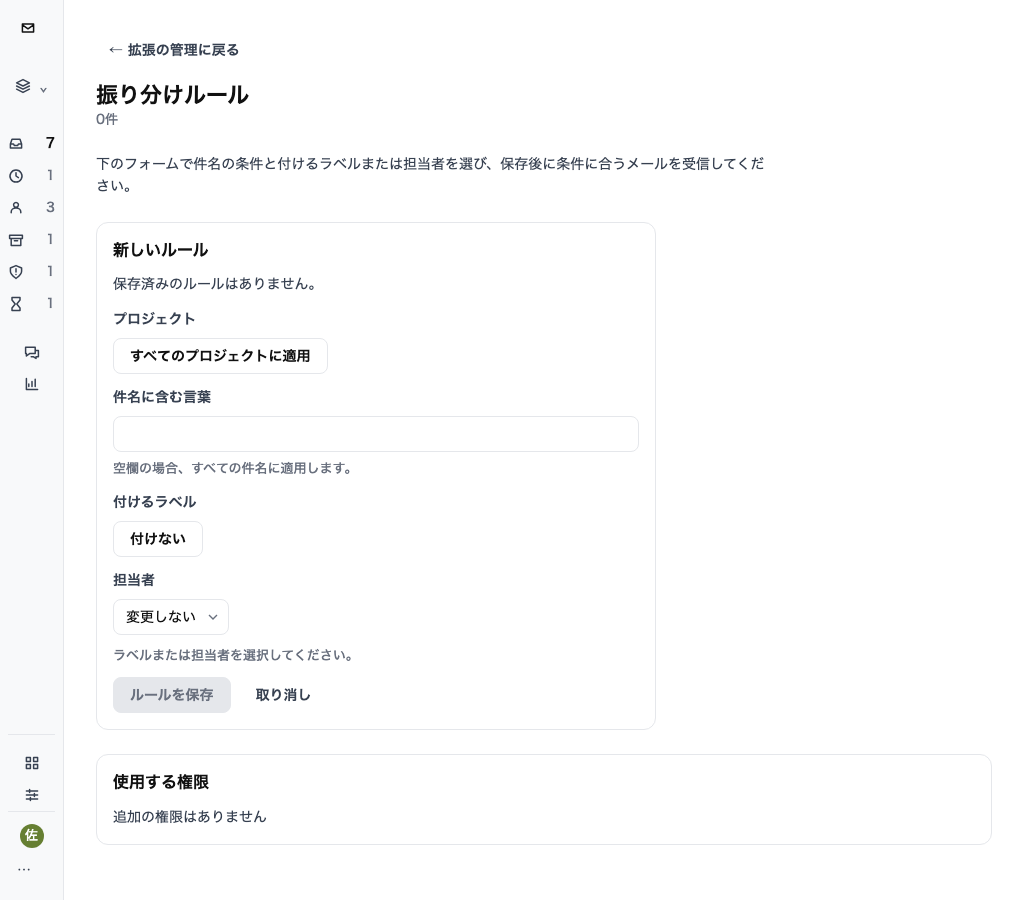 ← 拡張の管理に戻る
振り分けルール
0件
下のフォームで件名の条件と付けるラベルまたは担当者を選び、保存後に条件に合うメールを受信してくだ
さい。
7
1
3
1
1
1
新しいルール
保存済みのルールはありません。
プロジェクト
すべてのプロジェクトに適用
件名に含む言葉
空欄の場合、すべての件名に適用します。
付けるラベル
付けない
担当者
変更しない
ラベルまたは担当者を選択してください。
ルールを保存 取り消し
使用する権限
追加の権限はありません
佐
…